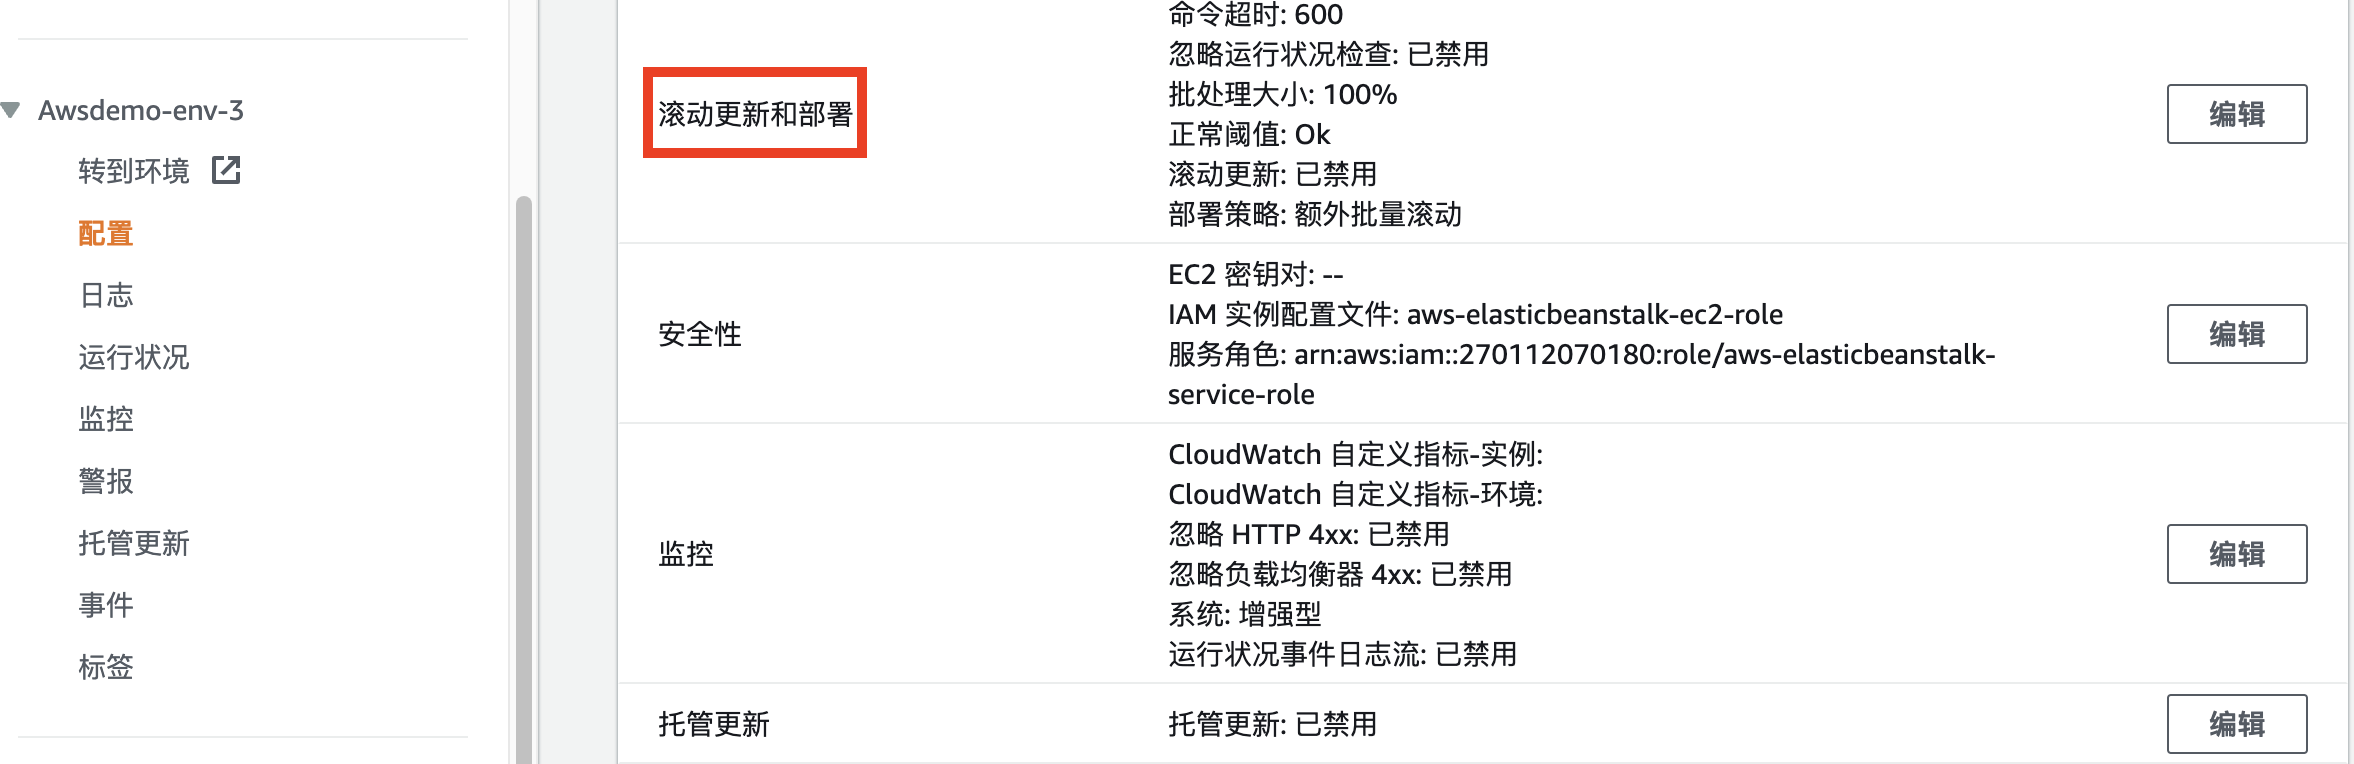 Awsdemo-env-3
转到环境
配置
日志
运行状况
监控
警报
托管更新
事件
标签
滚动更新和部署
命令超时: 600
忽略运行状况检查: 已禁用
批处理大小: 100%
正常阈值: Ok
滚动更新: 已禁用
部署策略: 额外批量滚动
编辑
安全性
EC2 密钥对: --
IAM 实例配置文件: aws-elasticbeanstalk-ec2-role
服务角色: arn:aws:iam::270112070180:role/aws-elasticbeanstalk-
service-role
编辑
监控
CloudWatch 自定义指标-实例:
CloudWatch 自定义指标-环境:
忽略 HTTP 4xx: 已禁用
忽略负载均衡器 4xx: 已禁用
系统: 增强型
运行状况事件日志流: 已禁用
编辑
托管更新
托管更新: 已禁用
编辑